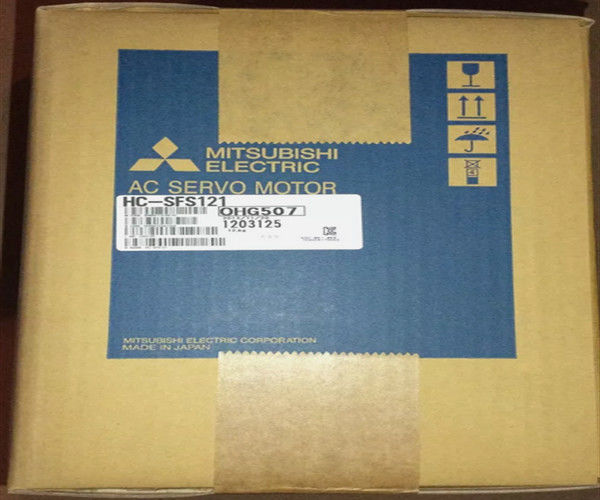 MITSUBISHI
ELECTRIC
AC SERVO MOTOR
HC-SFS121
OHG507
1203125
MITSUBISHI ELECTRIC CORPORATION
MADE IN JAPAN